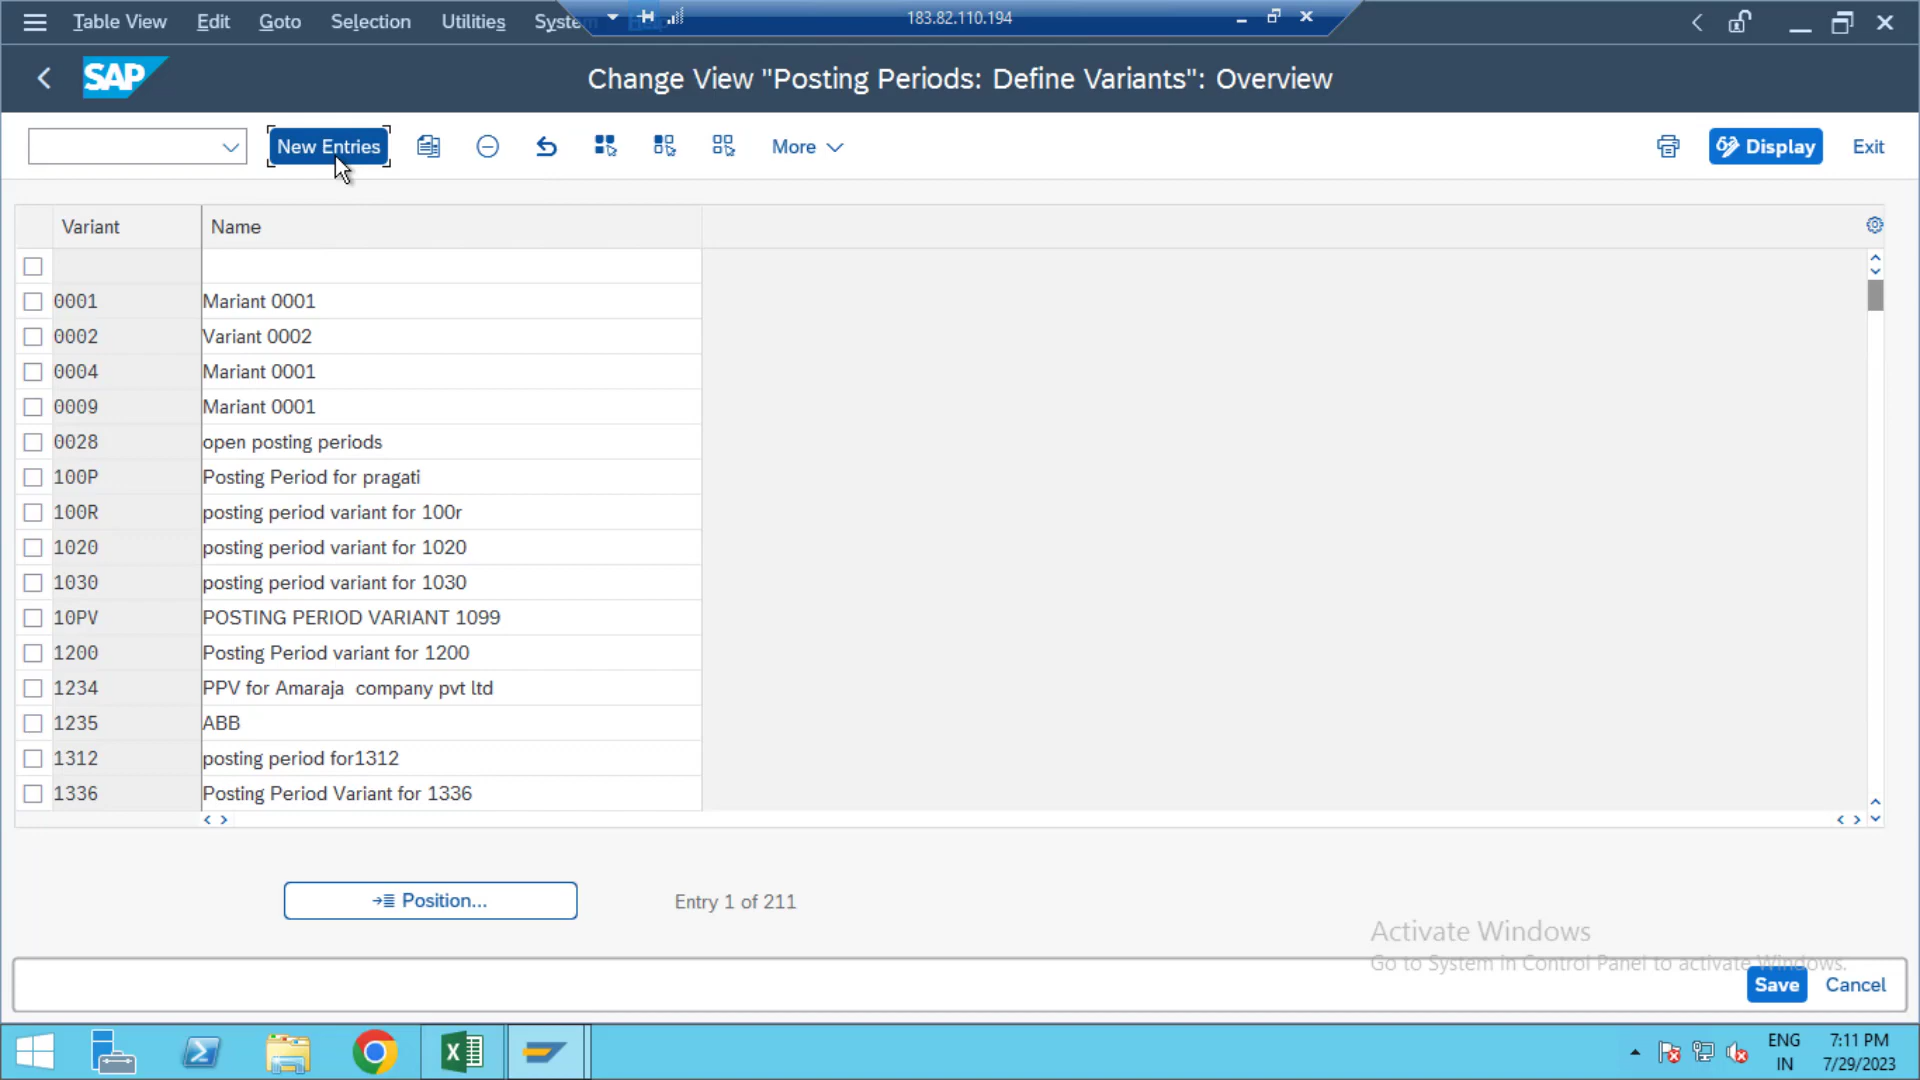 Table View Edit Goto Selection Utilities Syste 183.82.110.194
SAP Change View "Posting Periods: Define Variants": Overview
New Entries More Display Exit
Variant Name
0001 Mariant 0001
0002 Variant 0002
0004 Mariant 0001
0009 Mariant 0001
0028 open posting periods
100P Posting Period for pragati
100R posting period variant for 100r
1020 posting period variant for 1020
1030 posting period variant for 1030
10PV POSTING PERIOD VARIANT 1099
1200 Posting Period variant for 1200
1234 PPV for Amaraja company pvt ltd
1235 ABB
1312 posting period for1312
1336 Posting Period Variant for 1336
Position... Entry 1 of 211
Activate Windows
Go to System in Control Panel to activate Windows.
Save Cancel
ENG 7:11 PM
IN 7/29/2023